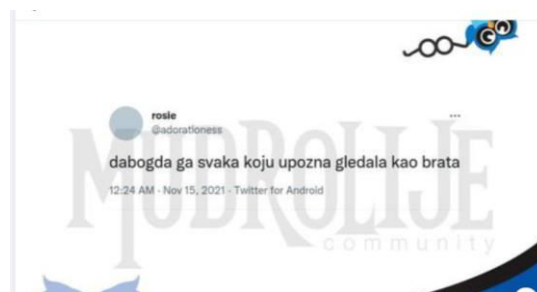 rosie
@adorationess
...
dabogda ga svaka koju upozna gledala kao brata
12:24 AM - Nov 15, 2021 - Twitter for Android
MUDROLIJE
community